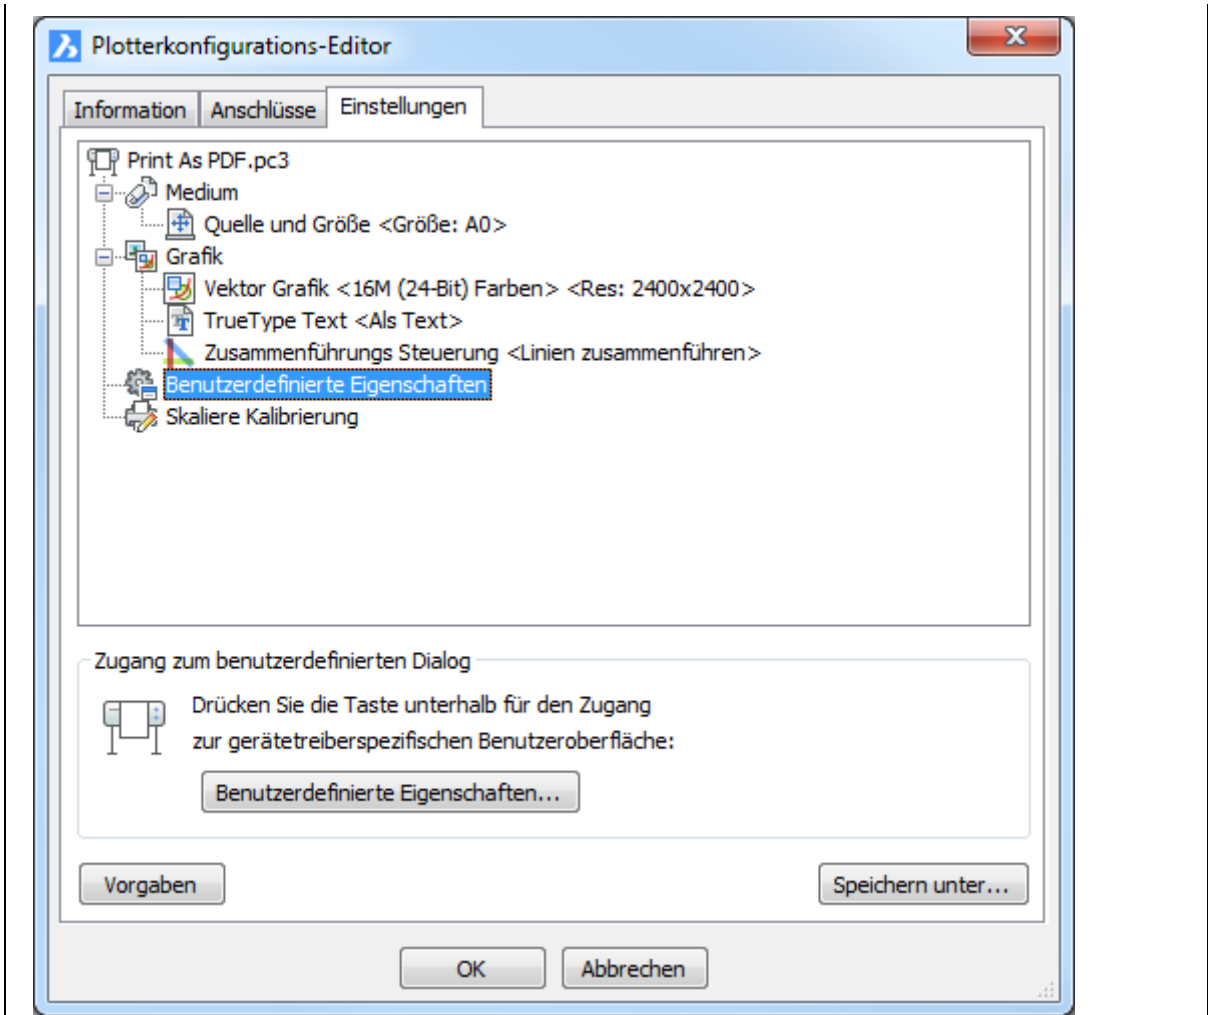 Plotterkonfigurations-Editor
Information Anschlüsse Einstellungen
Print As PDF.pc3
Medium
Quelle und Größe <Größe: A0>
Grafik
Vektor Grafik <16M (24-Bit) Farben> <Res: 2400x2400>
TrueType Text <Als Text>
Zusammenführungs Steuerung <Linien zusammenführen>
Benutzerdefinierte Eigenschaften
Skaliere Kalibrierung
Zugang zum benutzerdefinierten Dialog
Drücken Sie die Taste unterhalb für den Zugang
zur gerätetreiberspezifischen Benutzeroberfläche:
Benutzerdefinierte Eigenschaften...
Vorgaben Speichern unter...
OK Abbrechen